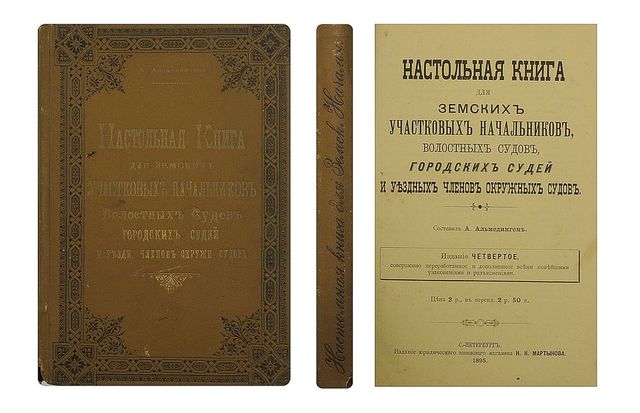 А. Альмедингенъ
НАСТОЛЬНАЯ КНИГА
ДЛЯ ЗЕМСКИХЪ
УЧАСТКОВЫХЪ НАЧАЛЬНИКОВЪ
ВОЛОСТНЫХЪ СУДОВЪ
ГОРОДСКИХЪ СУДЕЙ
И УѢЗДН. ЧЛЕНОВЪ ОКРУЖН. СУДОВЪ
Настольная книга для Земск. Началь.
НАСТОЛЬНАЯ КНИГА
ДЛЯ
ЗЕМСКИХЪ
УЧАСТКОВЫХЪ НАЧАЛЬНИКОВЪ,
ВОЛОСТНЫХЪ СУДОВЪ,
ГОРОДСКИХЪ СУДЕЙ
И УѢЗДНЫХЪ ЧЛЕНОВЪ ОКРУЖНЫХЪ СУДОВЪ.
Составилъ А. Альмедингенъ.
Изданіе ЧЕТВЕРТОЕ,
совершенно переработанное и дополненное всѣми новѣйшими
узаконеніями и разъясненіями.
Цѣна 2 р., въ перепл. 2 р. 50 к.
С.-ПЕТЕРБУРГЪ.
Изданіе юридическаго книжнаго магазина Н. К. МАРТЫНОВА.
1895.